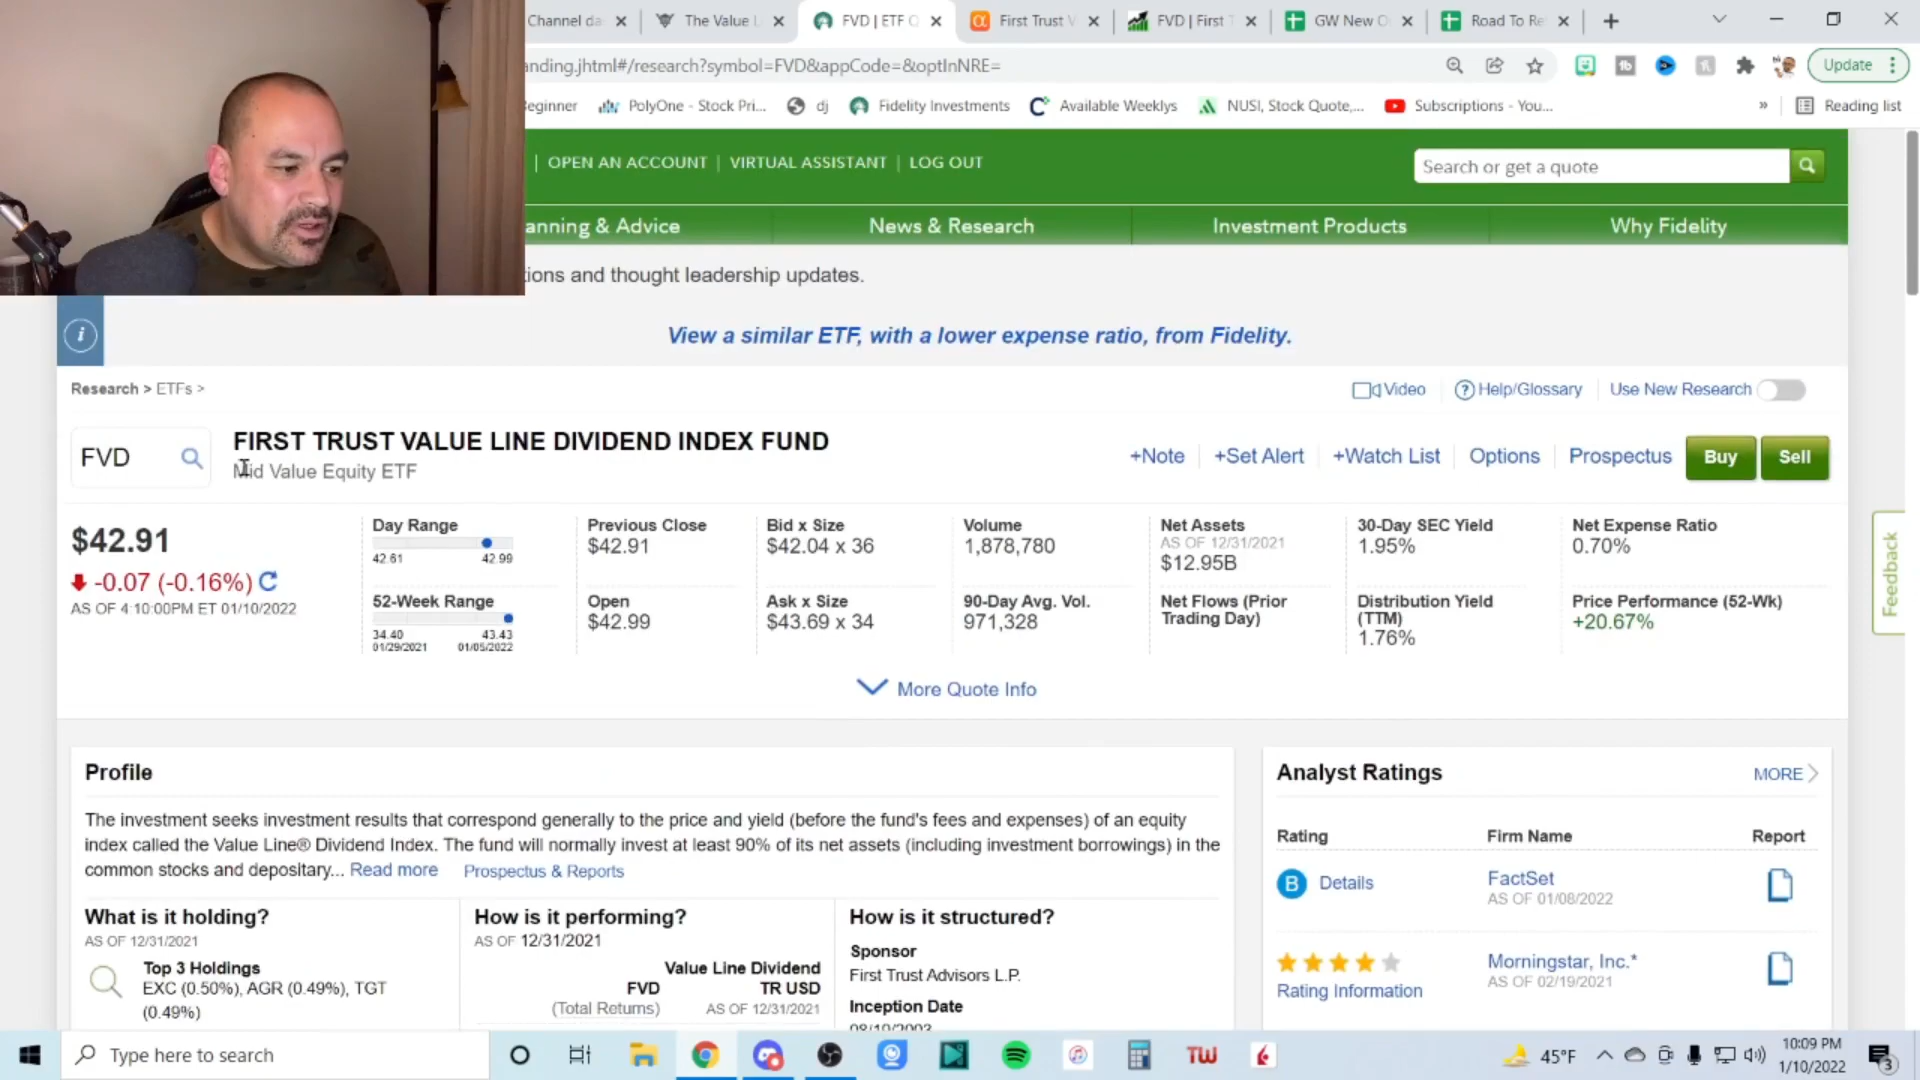 Channel da
The Value L
FVD | ETF Q
First Trust V
FVD | First T
GW New O
Road To Re
anding.jhtml#/research?symbol=FVD&appCode=&optInNRE=
Update
Beginner
PolyOne - Stock Pri...
dj
Fidelity Investments
Available Weeklys
NUSI, Stock Quote,...
Subscriptions - You...
»
Reading list
OPEN AN ACCOUNT | VIRTUAL ASSISTANT | LOG OUT
Search or get a quote
anning & Advice
News & Research
Investment Products
Why Fidelity
tions and thought leadership updates.
View a similar ETF, with a lower expense ratio, from Fidelity.
Research > ETFs >
Video
Help/Glossary
Use New Research
FVD
FIRST TRUST VALUE LINE DIVIDEND INDEX FUND
Mid Value Equity ETF
+Note
+Set Alert
+Watch List
Options
Prospectus
Buy
Sell
$42.91
-0.07 (-0.16%)
AS OF 4:10:00PM ET 01/10/2022
Day Range
42.61 42.99
52-Week Range
34.40 43.43
01/29/2021 01/05/2022
Previous Close
$42.91
Open
$42.99
Bid x Size
$42.04 x 36
Ask x Size
$43.69 x 34
Volume
1,878,780
90-Day Avg. Vol.
971,328
Net Assets
AS OF 12/31/2021
$12.95B
Net Flows (Prior
Trading Day)
30-Day SEC Yield
1.95%
Distribution Yield
(TTM)
1.76%
Net Expense Ratio
0.70%
Price Performance (52-Wk)
+20.67%
Feedback
More Quote Info
Profile
The investment seeks investment results that correspond generally to the price and yield (before the fund's fees and expenses) of an equity
index called the Value Line® Dividend Index. The fund will normally invest at least 90% of its net assets (including investment borrowings) in the
common stocks and depositary... Read more Prospectus & Reports
What is it holding?
AS OF 12/31/2021
Top 3 Holdings
EXC (0.50%), AGR (0.49%), TGT
(0.49%)
How is it performing?
AS OF 12/31/2021
Value Line Dividend
FVD TR USD
(Total Returns) AS OF 12/31/2021
How is it structured?
Sponsor
First Trust Advisors L.P.
Inception Date
08/19/2003
Analyst Ratings
MORE
Rating Firm Name Report
B Details
FactSet
AS OF 01/08/2022
Morningstar, Inc.*
AS OF 02/19/2021
Rating Information
Type here to search
TW
45°F
10:09 PM
1/10/2022
3